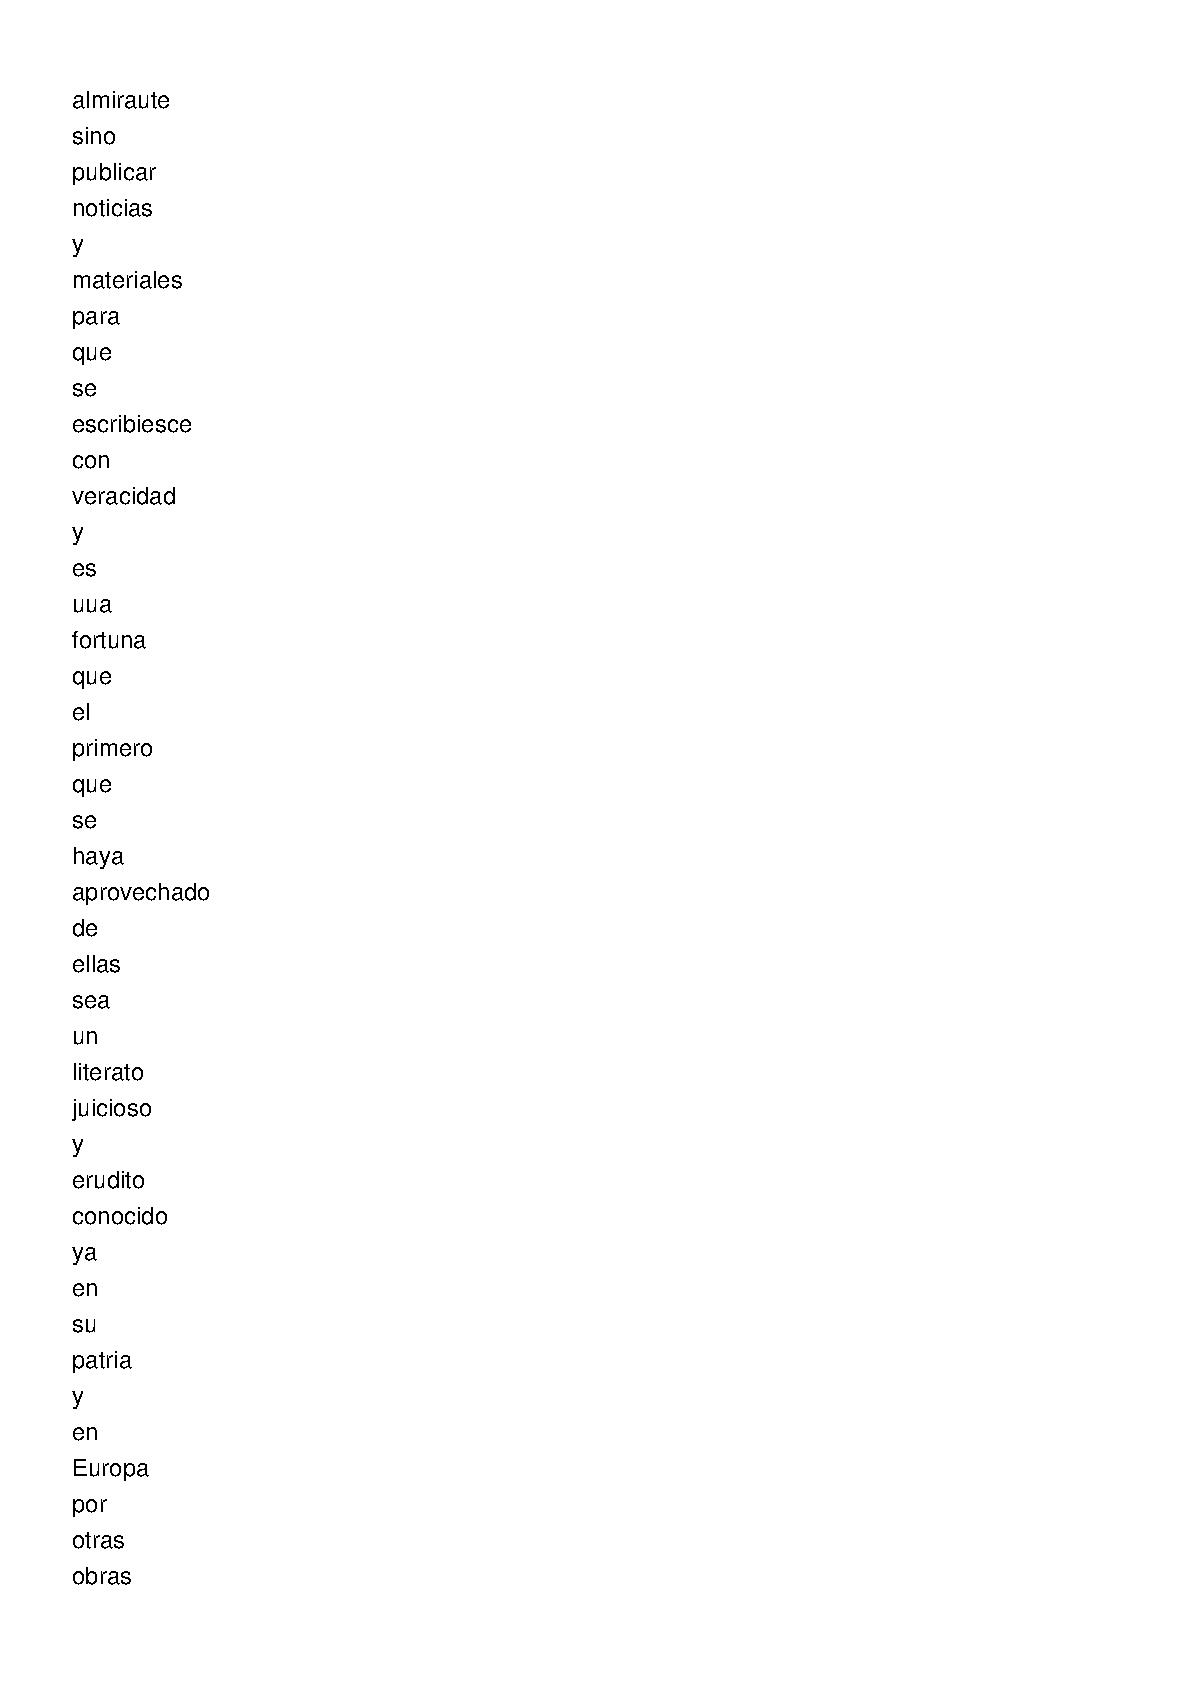 almiraute
sino
publicar
noticias
y
materiales
para
que
se
escribiesce
con
veracidad
y
es
uua
fortuna
que
el
primero
que
se
haya
aprovechado
de
ellas
sea
un
literato
juicioso
y
erudito
conocido
ya
en
su
patria
y
en
Europa
por
otras
obras